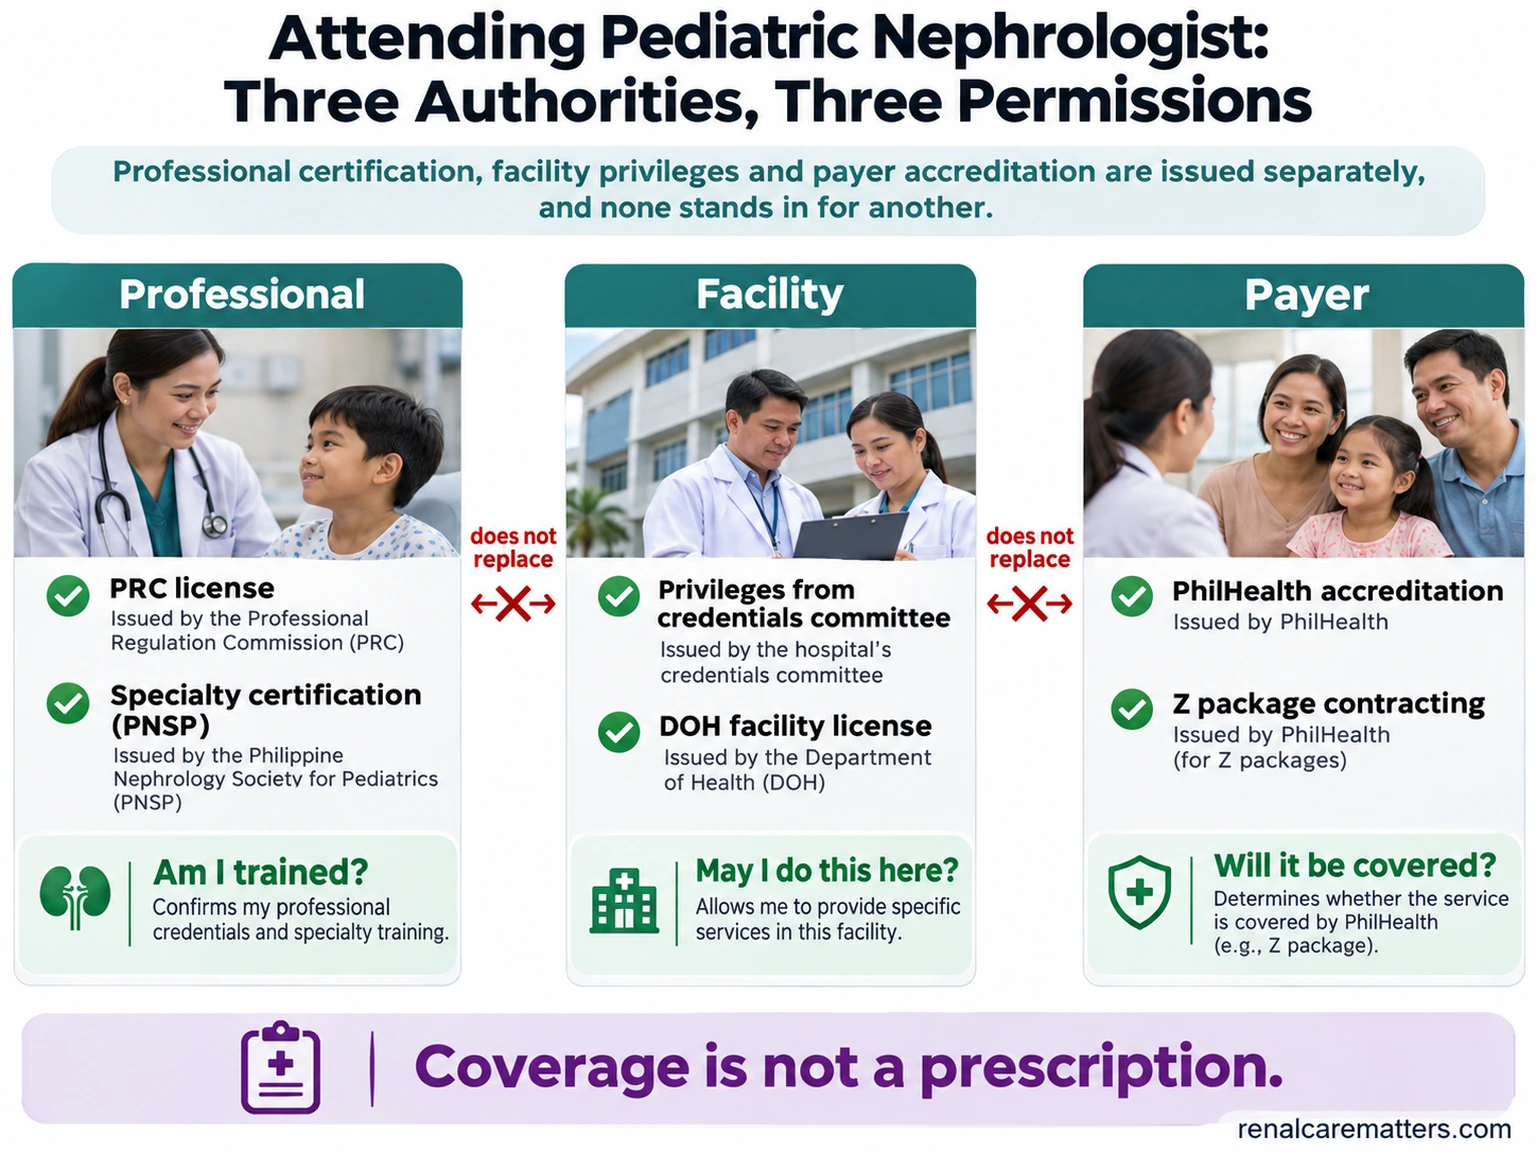 Attending Pediatric Nephrologist:
Three Authorities, Three Permissions
Professional certification, facility privileges and payer accreditation are issued separately,
and none stands in for another.
Professional
PRC license
Issued by the Professional
Regulation Commission (PRC)
Specialty certification
(PNSP)
Issued by the Philippine
Nephrology Society for Pediatrics
(PNSP)
Am I trained?
Confirms my professional
credentials and specialty training.
does not
replace
Facility
Privileges from
credentials committee
Issued by the hospital's
credentials committee
DOH facility license
Issued by the Department
of Health (DOH)
May I do this here?
Allows me to provide specific
services in this facility.
does not
replace
Payer
PhilHealth accreditation
Issued by PhilHealth
Z package contracting
Issued by PhilHealth
(for Z packages)
Will it be covered?
Determines whether the service
is covered by PhilHealth
(e.g., Z package).
Coverage is not a prescription.
renalcarematters.com